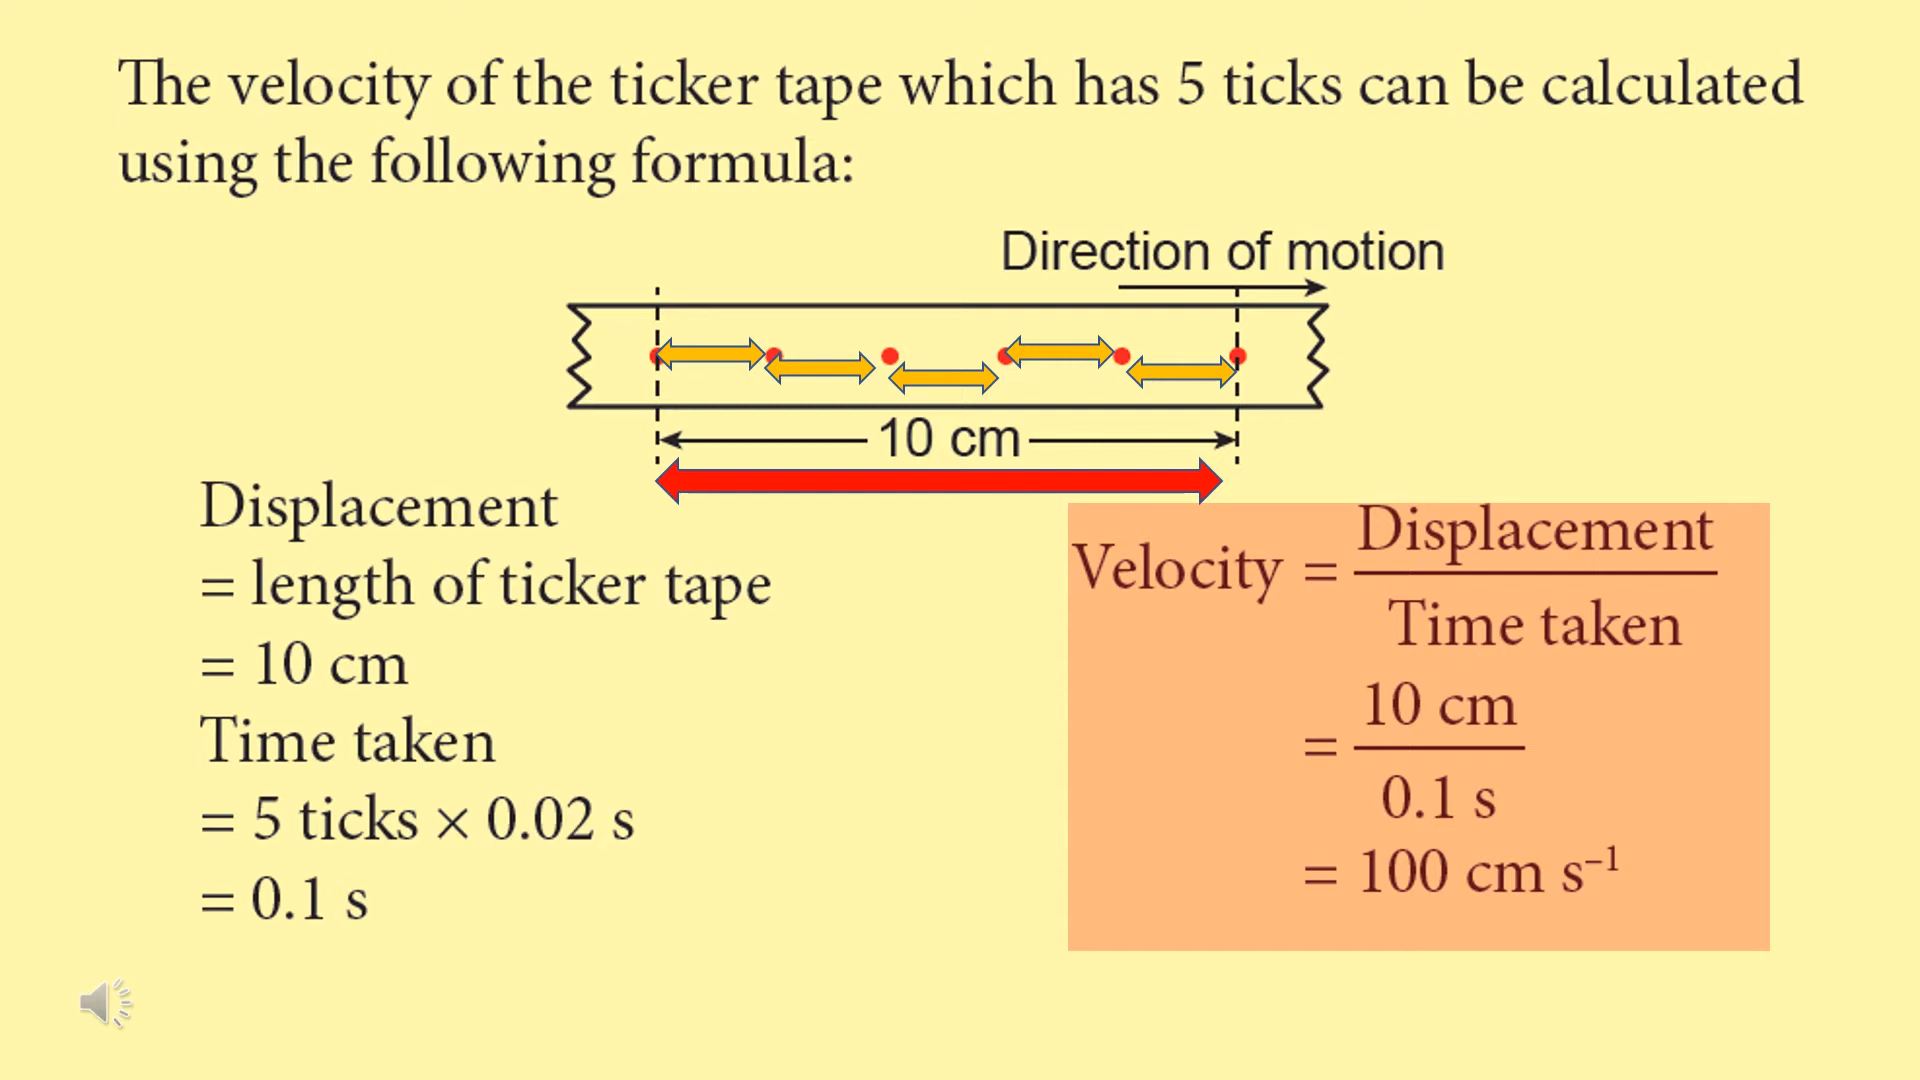 The velocity of the ticker tape which has 5 ticks can be calculated
using the following formula:
Direction of motion
10 cm
Displacement
= length of ticker tape
= 10 cm
Time taken
= 5 ticks × 0.02 s
= 0.1 s
Velocity = Displacement
Time taken
= 10 cm
0.1 s
= 100 cm s⁻¹